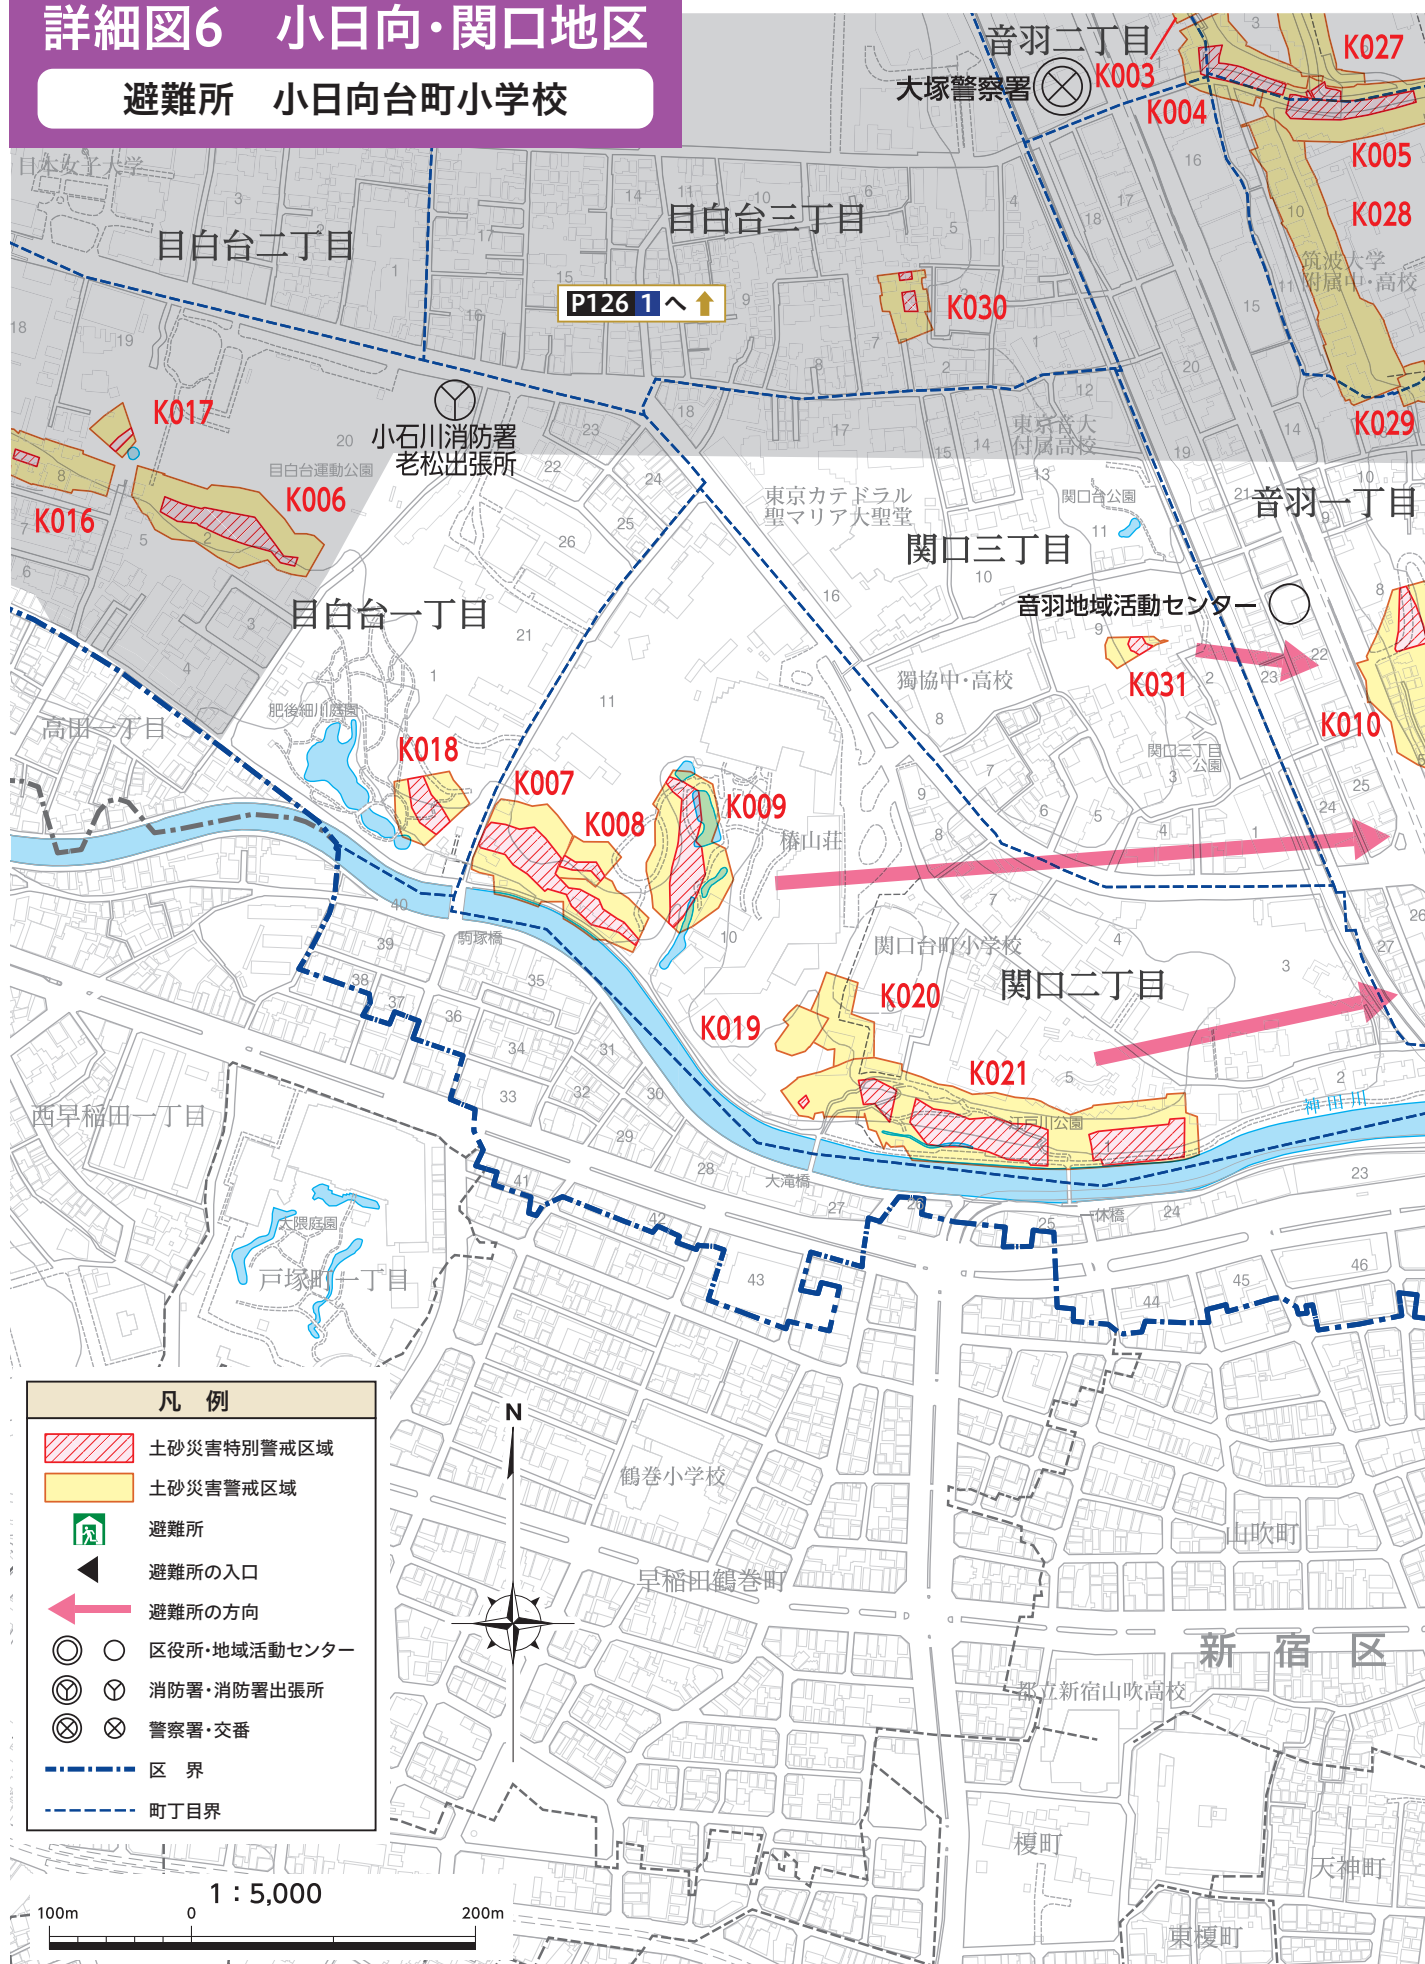 詳細図6　小日向・関口地区
避難所　小日向台町小学校
音羽二丁目
大塚警察署
K003
K004
K027
K005
K028
筑波大学
附属中・高校
K029
日本女子大学
目白台二丁目
目白台三丁目
P126 1 へ
K030
K017
小石川消防署
老松出張所
目白台運動公園
K006
K016
東京音大
付属高校
東京カテドラル
聖マリア大聖堂
関口台公園
音羽一丁目
関口三丁目
音羽地域活動センター
目白台一丁目
獨協中・高校
K031
K010
関口三丁目
公園
肥後細川庭園
高田一丁目
K018
K007
K008
K009
椿山荘
駒塚橋
関口台町小学校
関口二丁目
K020
K019
K021
江戸川公園
神田川
西早稲田一丁目
大滝橋
一休橋
大隈庭園
戸塚町一丁目
鶴巻小学校
早稲田鶴巻町
山吹町
新宿区
都立新宿山吹高校
榎町
天神町
東榎町
凡例
土砂災害特別警戒区域
土砂災害警戒区域
避難所
避難所の入口
避難所の方向
区役所・地域活動センター
消防署・消防署出張所
警察署・交番
区　界
町丁目界
N
1：5,000
100m 0 200m